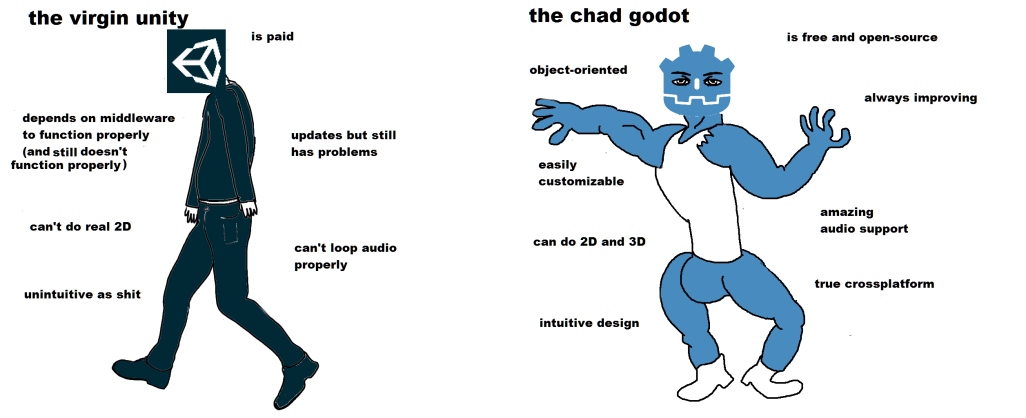 the virgin unity
is paid
depends on middleware
to function properly
(and still doesn't
function properly)
updates but still
has problems
can't do real 2D
can't loop audio
properly
unintuitive as shit
the chad godot
is free and open-source
object-oriented
always improving
easily
customizable
amazing
audio support
can do 2D and 3D
true crossplatform
intuitive design